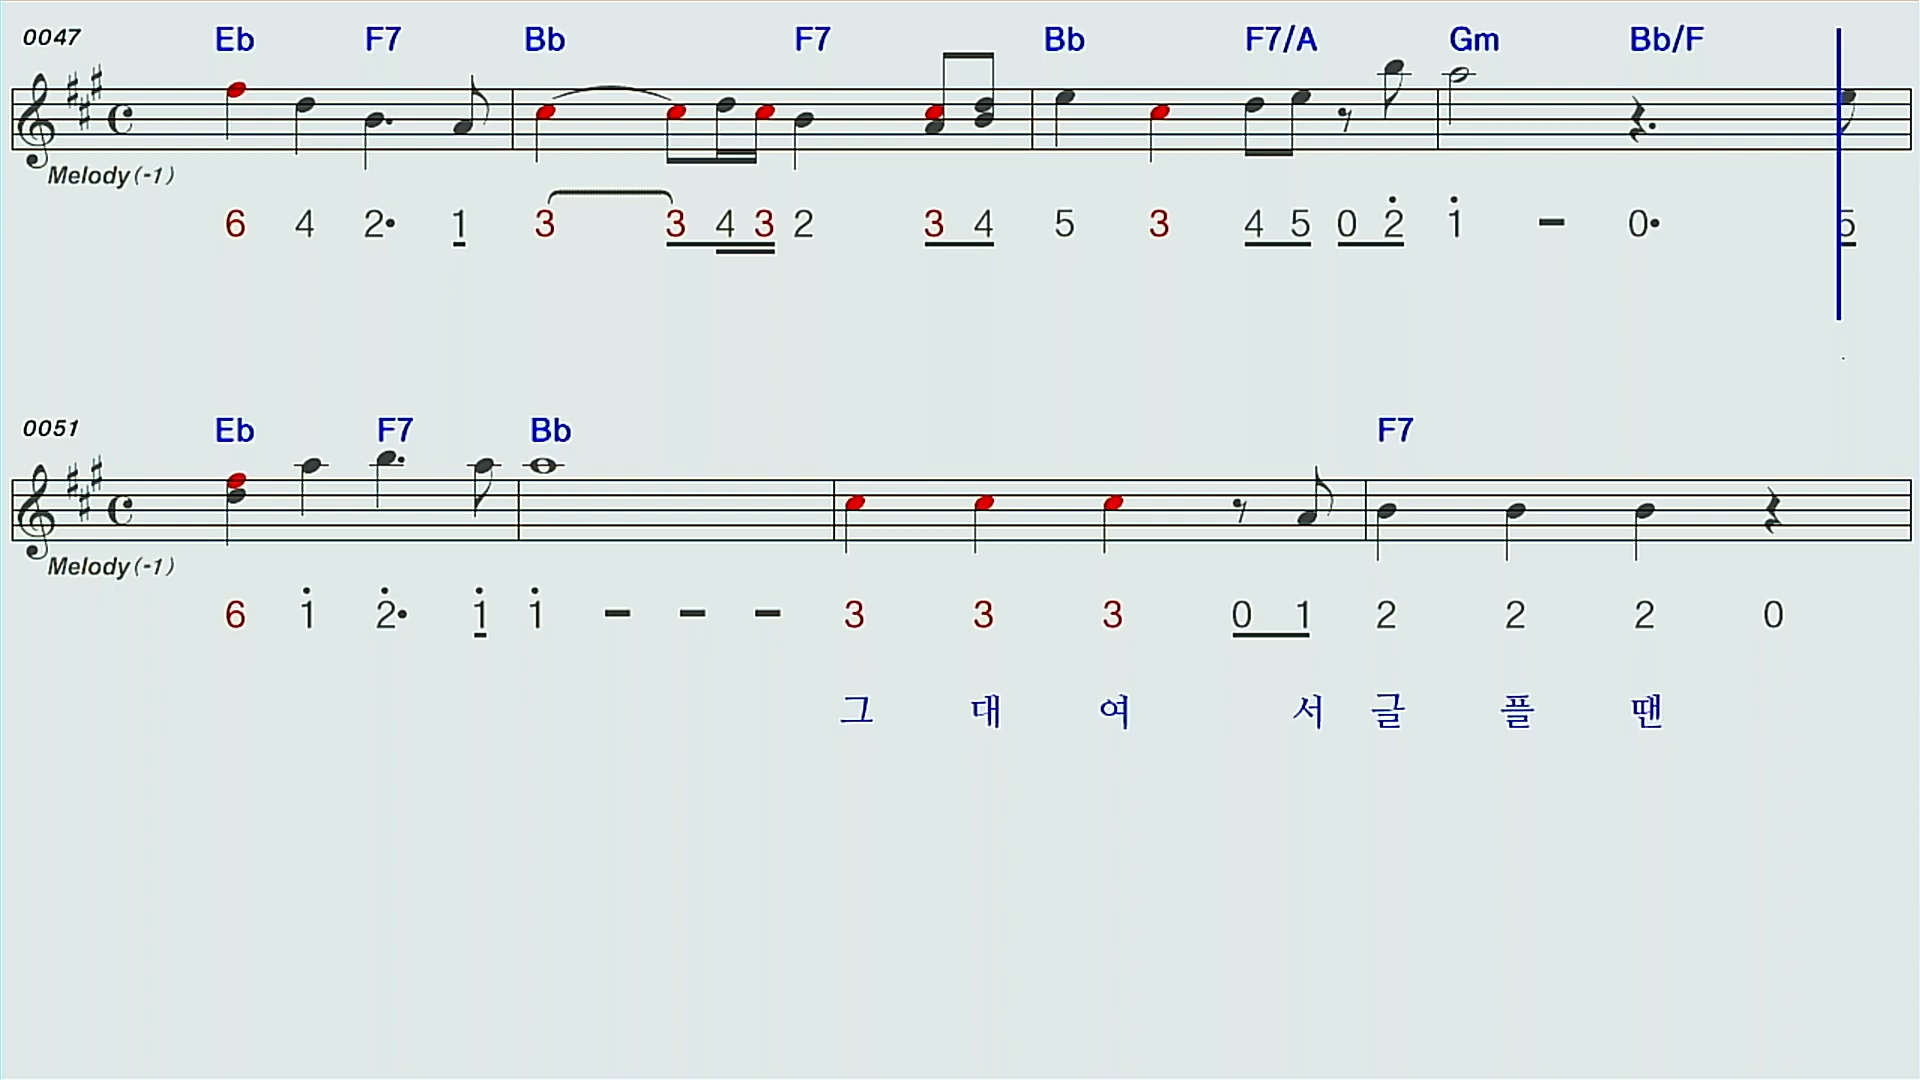 0047 Eb F7 Bb F7 Bb F7/A Gm Bb/F
Melody(-1)
6 4 2• 1 3 3 4 3 2 3 4 5 3 4 5 0 2 1 - 0• 5
0051 Eb F7 Bb F7
Melody(-1)
6 1 2• 1 1 - - - 3 3 3 0 1 2 2 2 0
그 대 여 서 글 플 땐